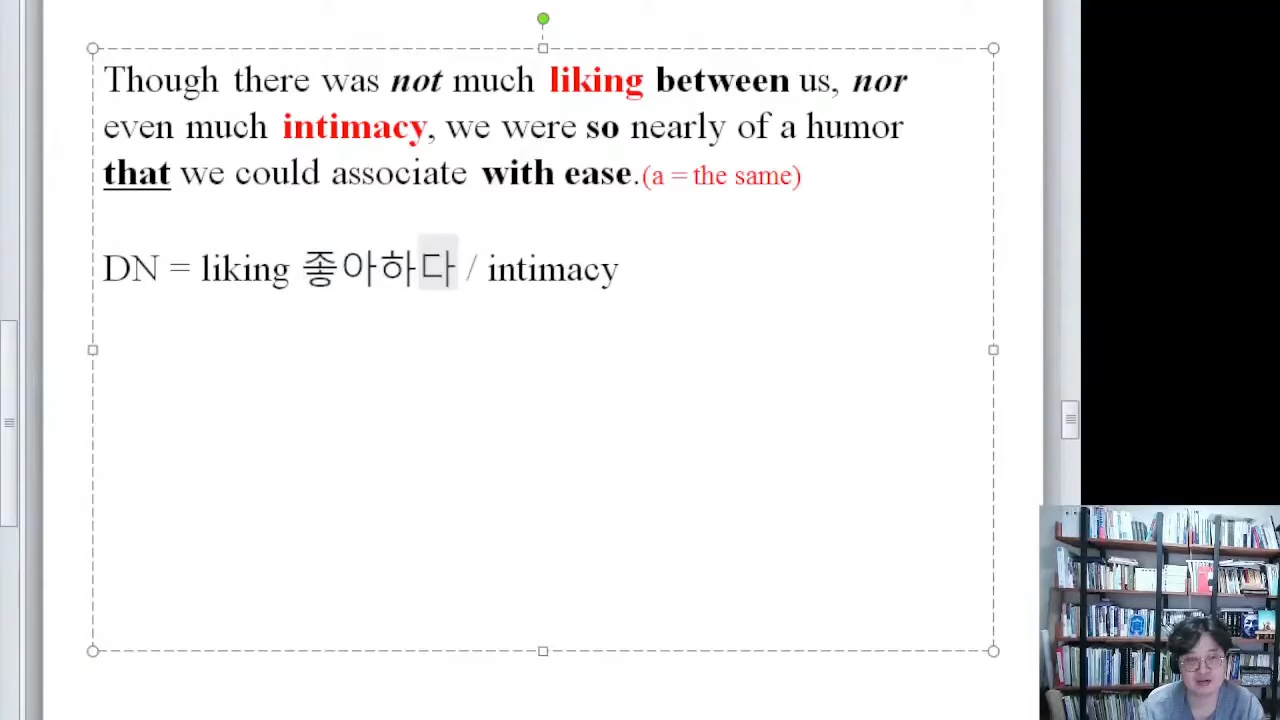 Though there was not much liking between us, nor
even much intimacy, we were so nearly of a humor
that we could associate with ease.(a = the same)
DN = liking 좋아하다 / intimacy